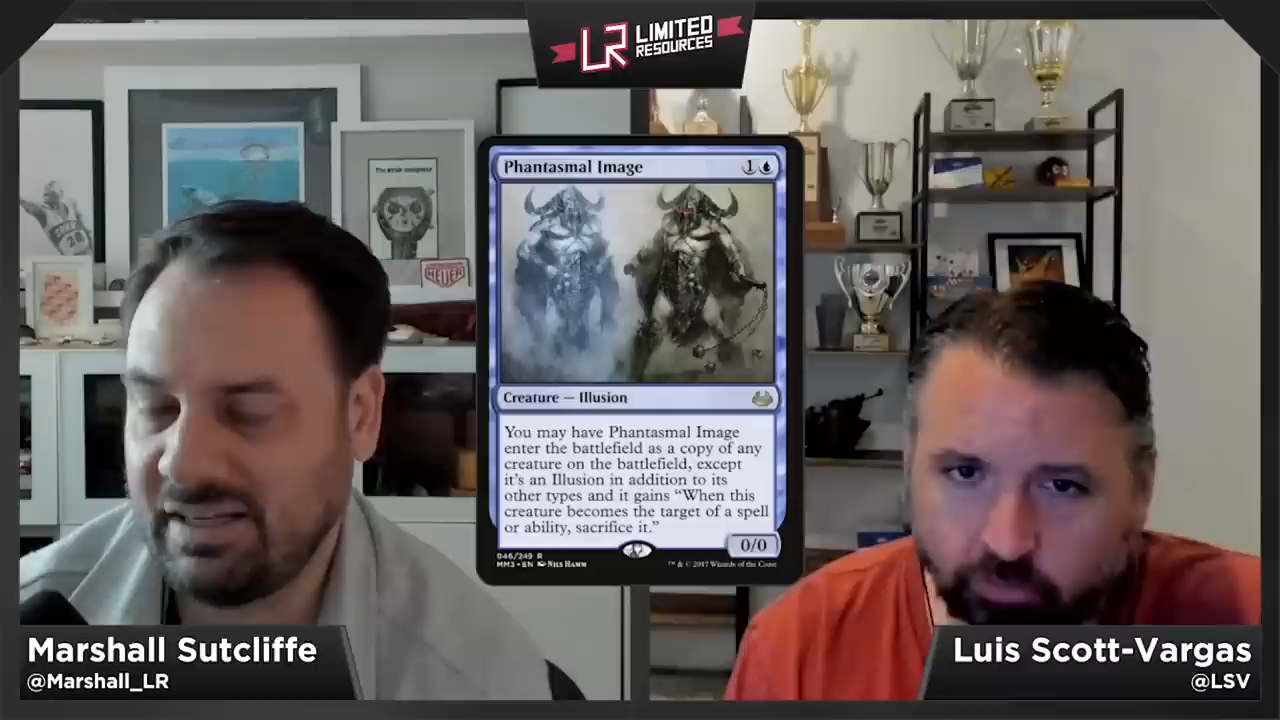 LR LIMITED
RESOURCES
HEUER
Phantasmal Image 1
Creature — Illusion
You may have Phantasmal Image
enter the battlefield as a copy of any
creature on the battlefield, except
it's an Illusion in addition to its
other types and it gains “When this
creature becomes the target of a spell
or ability, sacrifice it.”
0/0
046/249 R
MM3 • EN Nils Hamm
™ & © 2017 Wizards of the Coast
Marshall Sutcliffe
@Marshall_LR
Luis Scott-Vargas
@LSV